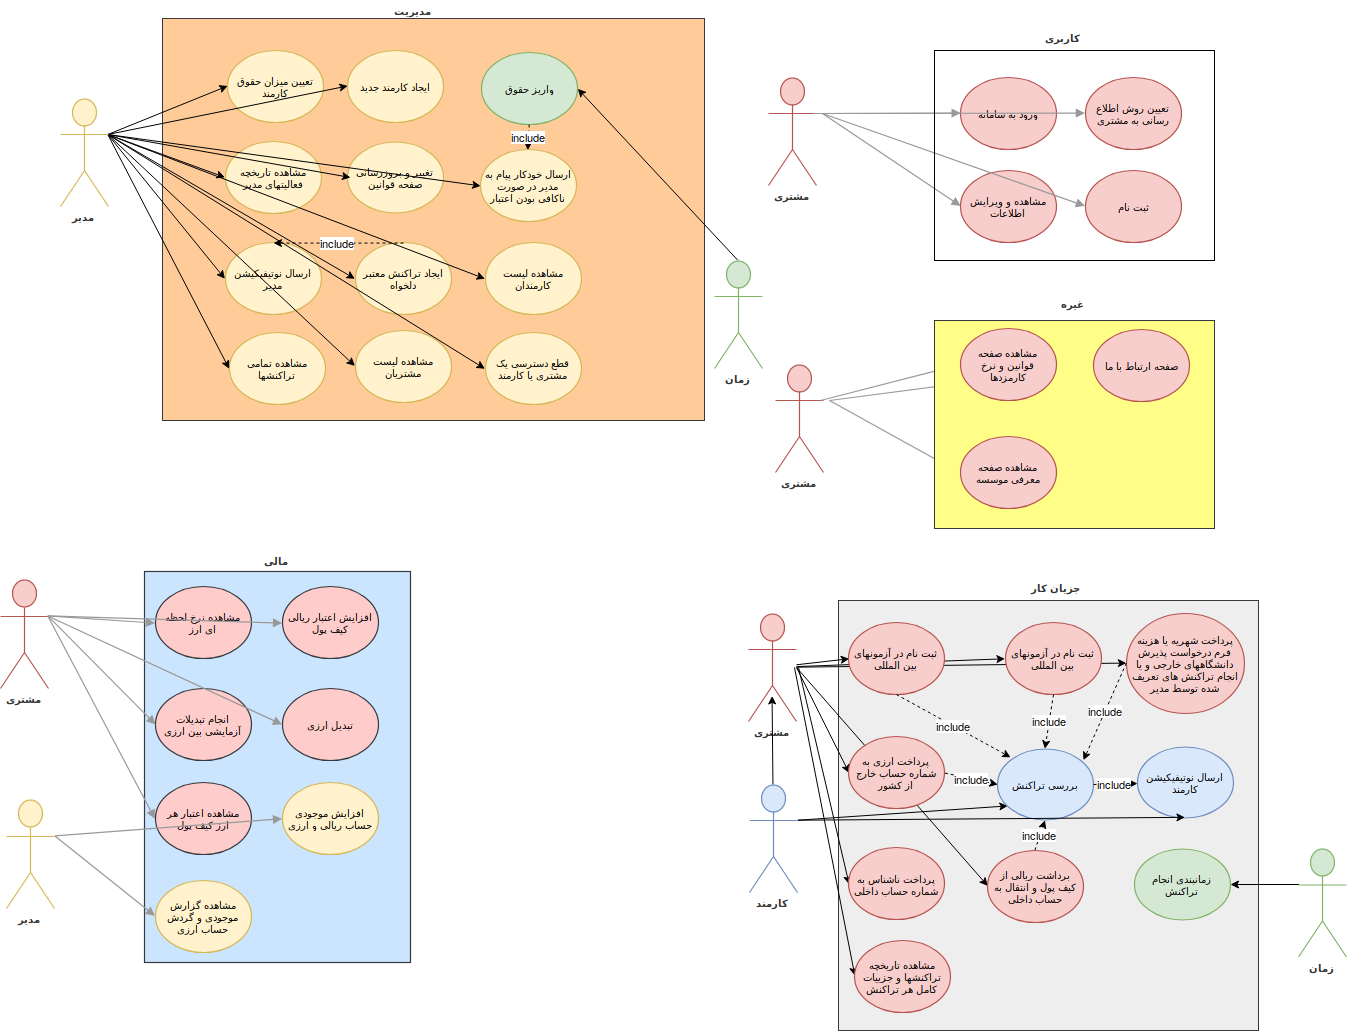 مدیریت
تعیین میزان حقوق
کارمند
ایجاد کارمند جدید
واریز حقوق
include
مشاهده تاریخچه
فعالیتهای مدیر
تغییر و بروزرسانی
صفحه قوانین
ارسال خودکار پیام به
مدیر در صورت
ناکافی بودن اعتبار
include
ارسال نوتیفیکیشن
مدیر
ایجاد تراکنش معتبر
دلخواه
مشاهده لیست
کارمندان
مشاهده تمامی
تراکنشها
مشاهده لیست
مشتریان
قطع دسترسی یک
مشتری یا کارمند
مدیر
زمان
کاربری
ورود به سامانه
تعیین روش اطلاع
رسانی به مشتری
مشاهده و ویرایش
اطلاعات
ثبت نام
مشتری
غیره
مشاهده صفحه
قوانین و نرخ
کارمزدها
صفحه ارتباط با ما
مشاهده صفحه
معرفی موسسه
مشتری
مالی
مشاهده نرخ لحظه
ای ارز
افزایش اعتبار ریالی
کیف پول
انجام تبدیلات
آزمایشی بین ارزی
تبدیل ارزی
مشاهده اعتبار هر
ارز کیف پول
افزایش موجودی
حساب ریالی و ارزی
مشاهده گزارش
موجودی و گردش
حساب ارزی
مشتری
مدیر
جریان کار
ثبت نام در آزمونهای
بین المللی
ثبت نام در آزمونهای
بین المللی
پرداخت شهریه یا هزینه
فرم درخواست پذیرش
دانشگاههای خارجی و یا
انجام تراکنش های تعریف
شده توسط مدیر
include
include
include
پرداخت ارزی به
شماره حساب خارج
از کشور
include
بررسی تراکنش
include
ارسال نوتیفیکیشن
کارمند
include
پرداخت ناشناس به
شماره حساب داخلی
برداشت ریالی از
کیف پول و انتقال به
حساب داخلی
زمانبندی انجام
تراکنش
مشاهده تاریخچه
تراکنشها و جزییات
کامل هر تراکنش
مشتری
کارمند
زمان